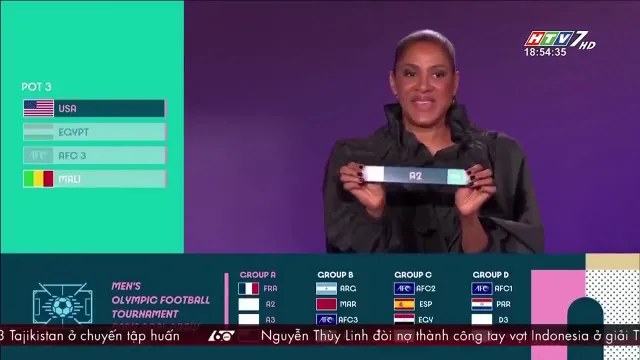 HTV7 HD
18:54:35
POT 3
USA
EGYPT
AFC 3
MALI
A2
MEN'S
OLYMPIC FOOTBALL
TOURNAMENT
GROUP A
FRA
A2
A3
GROUP B
ARG
MAR
AFC3
GROUP C
AFC2
ESP
EGY
GROUP D
AFC1
PAR
D3
3 Tajikistan ở chuyến tập huấn
Nguyễn Thùy Linh đòi nợ thành công tay vợt Indonesia ở giải T